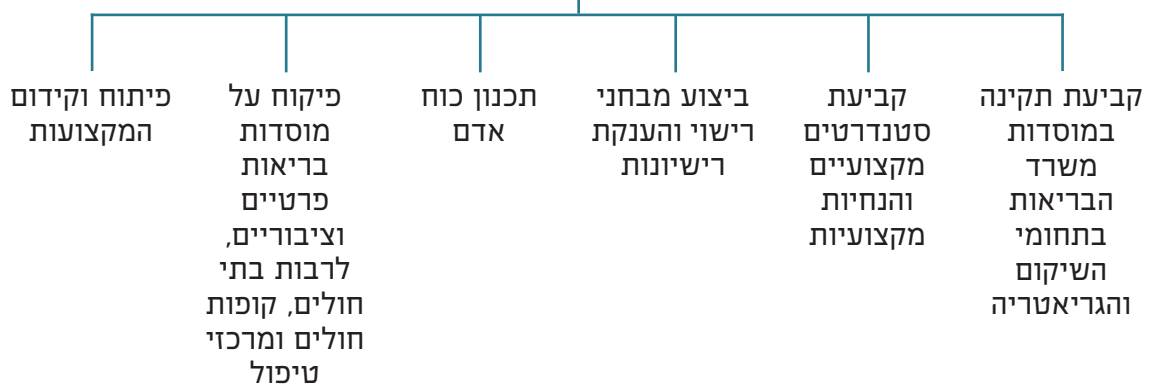 קביעת תקינה
במוסדות
משרד
הבריאות
בתחומי
השיקום
והגריאטריה
קביעת
סטנדרטים
מקצועיים
והנחיות
מקצועיות
ביצוע מבחני
רישוי והענקת
רישיונות
תכנון כוח
אדם
פיקוח על
מוסדות
בריאות
פרטיים
וציבוריים,
לרבות בתי
חולים, קופות
חולים ומרכזי
טיפול
פיתוח וקידום
המקצועות